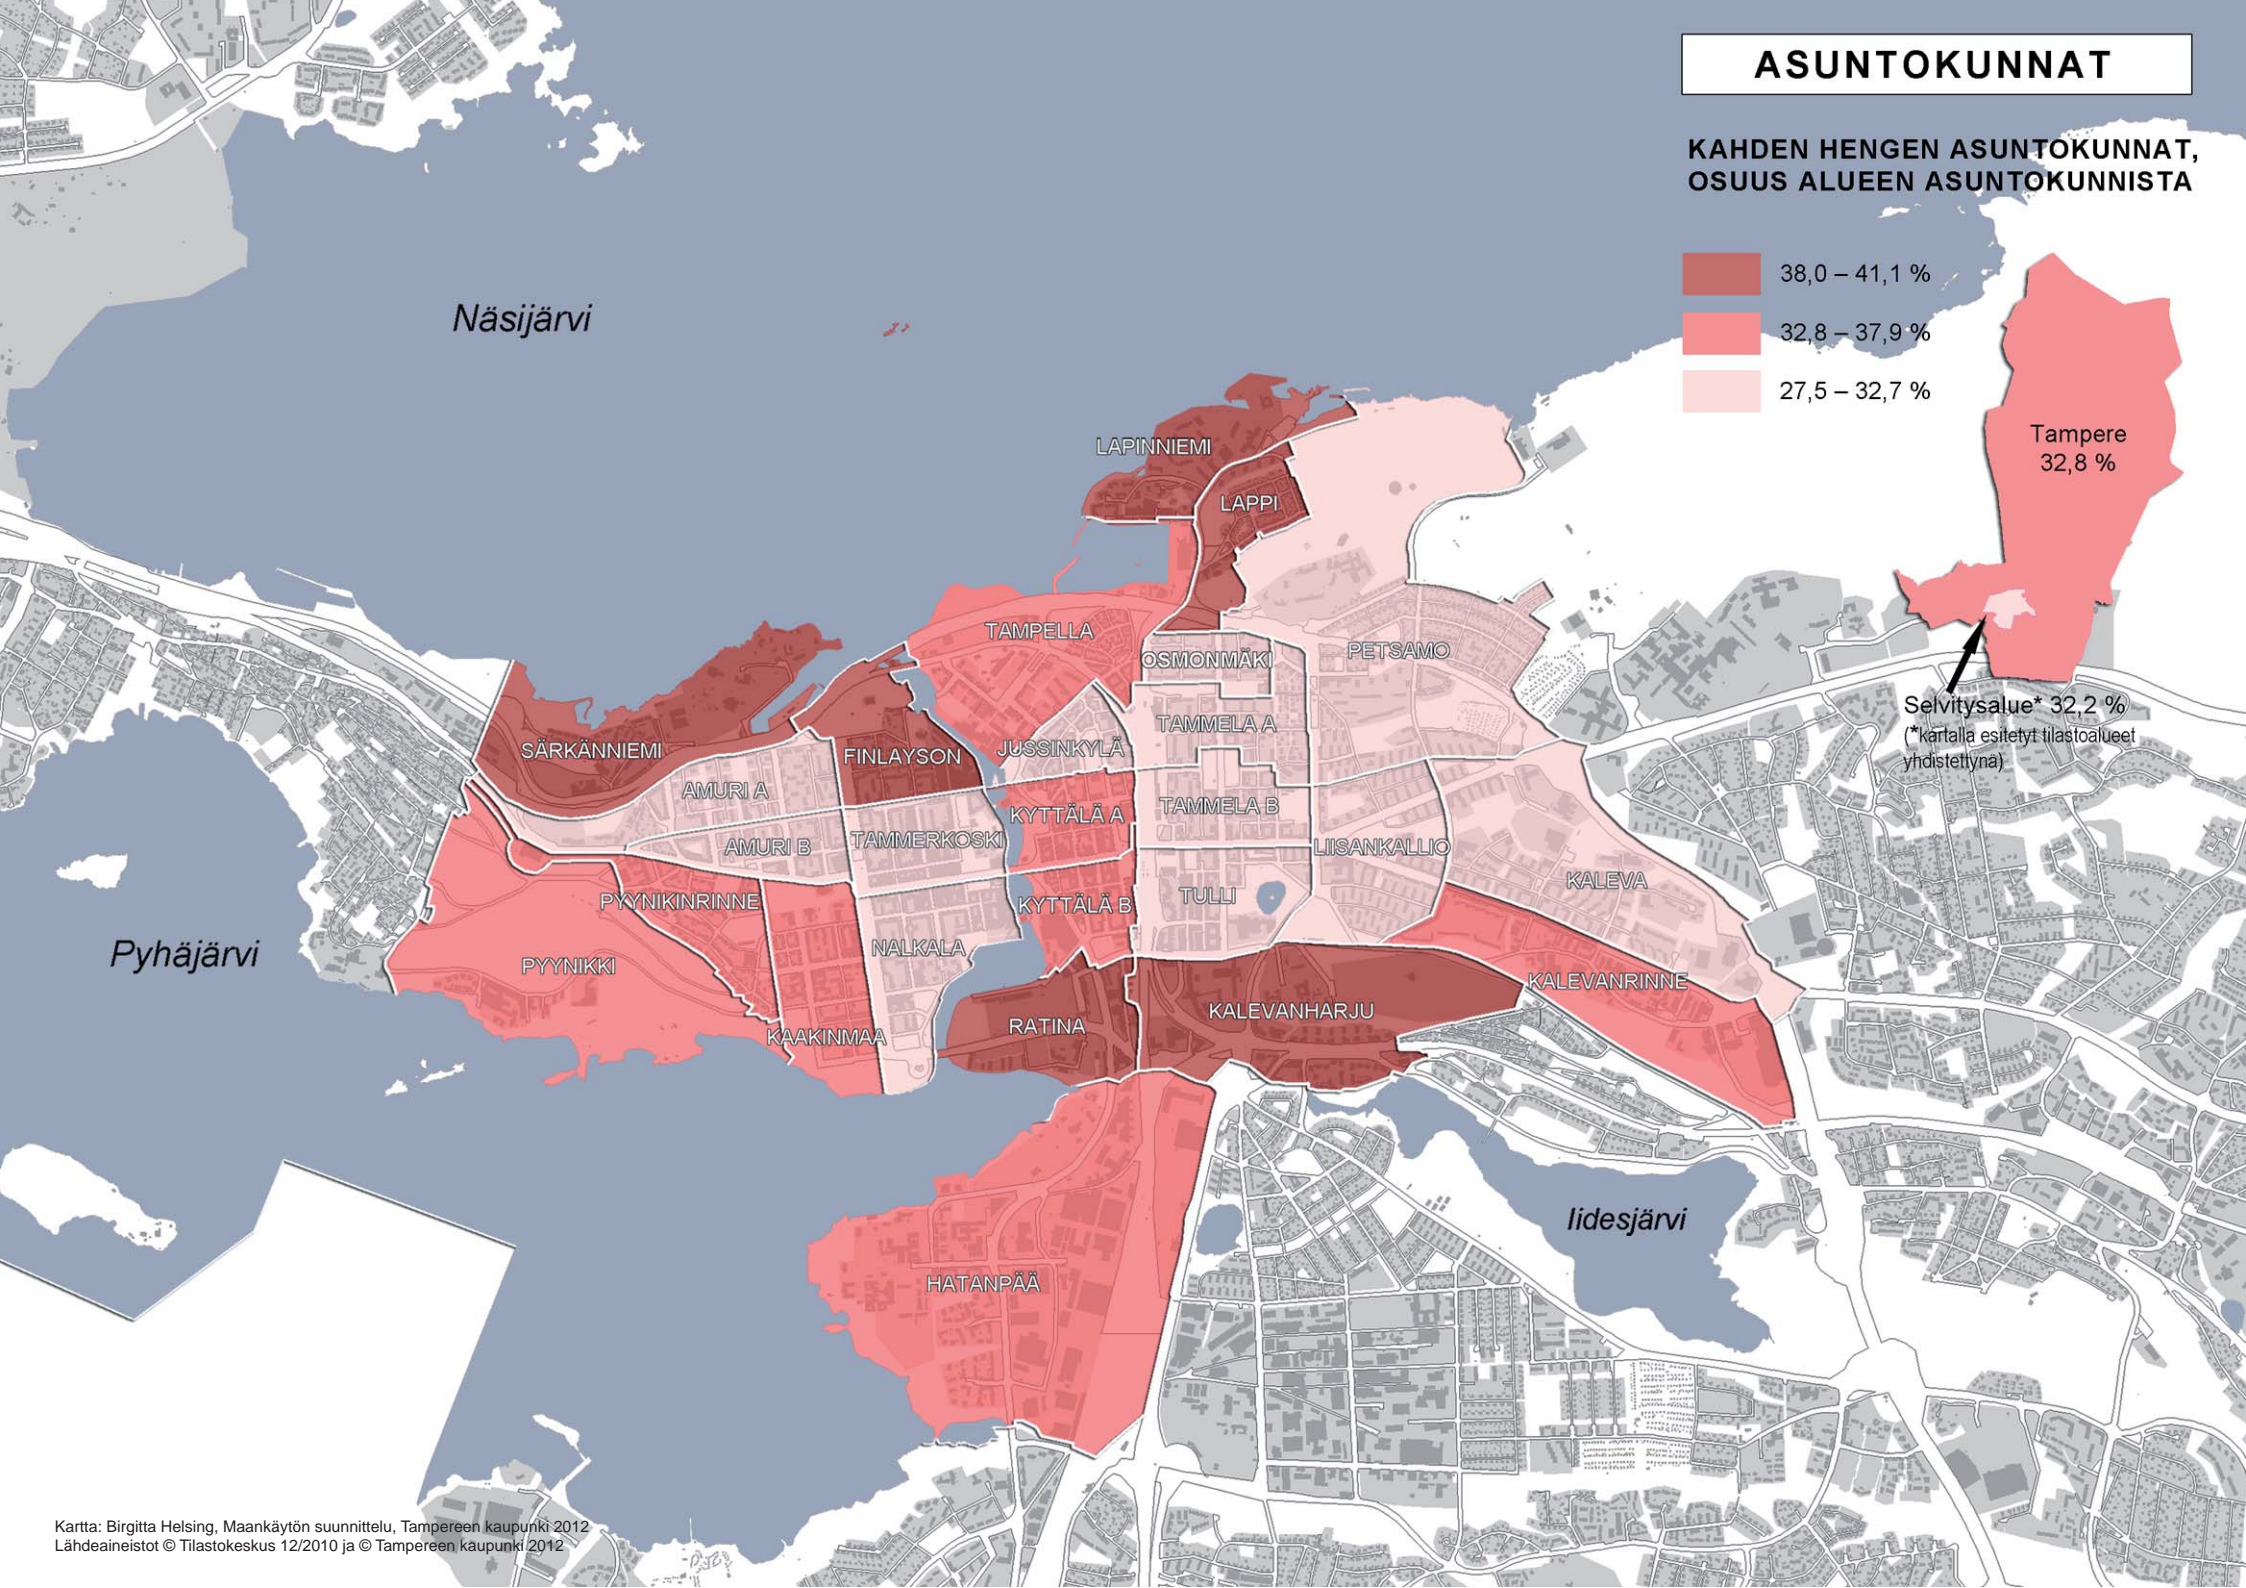 ASUNTOKUNNAT
KAHDEN HENGEN ASUNTOKUNNAT,
OSUUS ALUEEN ASUNTOKUNNISTA
38,0 – 41,1 %
32,8 – 37,9 %
27,5 – 32,7 %
Näsijärvi
Tampere
32,8 %
LAPINNIEMI
LAPPI
TAMPELLA
OSMONMÄKI
PETSAMO
Selvitysalue* 32,2 %
(*kartalla esitetyt tilastoalueet
yhdistettynä)
SÄRKÄNNIEMI
FINLAYSON
JUSSINKYLÄ
TAMMELA A
AMURI A
KYTTÄLÄ A
TAMMELA B
AMURI B
TAMMERKOSKI
LIISANKALLIO
KALEVA
PYYNIKINRINNE
KYTTÄLÄ B
TULLI
NALKALA
Pyhäjärvi
PYYNIKKI
KALEVANRINNE
KAAKINMAA
RATINA
KALEVANHARJU
Iidesjärvi
HATANPÄÄ
Kartta: Birgitta Helsing, Maankäytön suunnittelu, Tampereen kaupunki 2012
Lähdeaineistot © Tilastokeskus 12/2010 ja © Tampereen kaupunki 2012